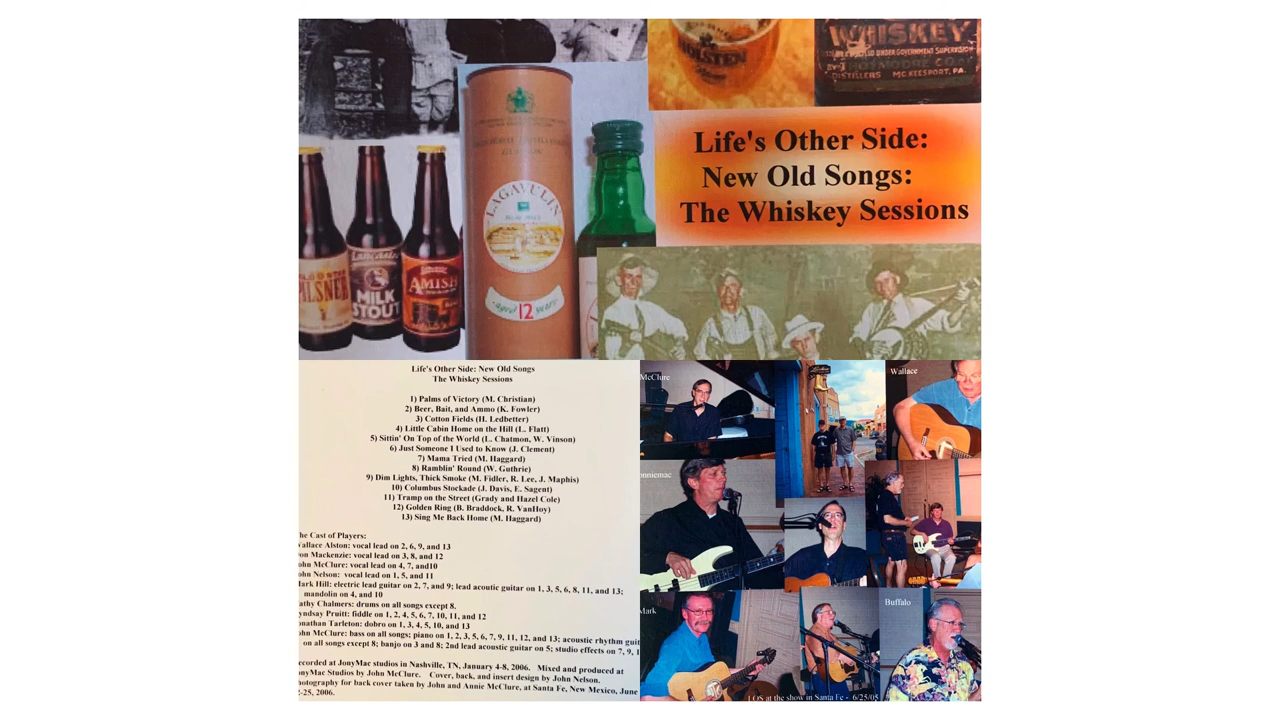 HOLSTEN
WHISKEY
UNDER GOVERNMENT SUPERVISION
DISTILLERS MC.KEESPORT, PA.
Life's Other Side:
New Old Songs:
The Whiskey Sessions
LAGAVULIN
Aged 12 years
PILSNER
Lancaster
MILK
STOUT
AMISH
Life's Other Side: New Old Songs
The Whiskey Sessions
1) Palms of Victory (M. Christian)
2) Beer, Bait, and Ammo (K. Fowler)
3) Cotton Fields (H. Ledbetter)
4) Little Cabin Home on the Hill (L. Flatt)
5) Sittin' On Top of the World (L. Chatmon, W. Vinson)
6) Just Someone I Used to Know (J. Clement)
7) Mama Tried (M. Haggard)
8) Ramblin' Round (W. Guthrie)
9) Dim Lights, Thick Smoke (M. Fidler, R. Lee, J. Maphis)
10) Columbus Stockade (J. Davis, E. Sagent)
11) Tramp on the Street (Grady and Hazel Cole)
12) Golden Ring (B. Braddock, R. VanHoy)
13) Sing Me Back Home (M. Haggard)
he Cast of Players:
allace Alston: vocal lead on 2, 6, 9, and 13
on Mackenzie: vocal lead on 3, 8, and 12
ohn McClure: vocal lead on 4, 7, and10
ohn Nelson: vocal lead on 1, 5, and 11
ark Hill: electric lead guitar on 2, 7, and 9; lead acoutic guitar on 1, 3, 5, 6, 8, 11, and 13;
mandolin on 4, and 10
athy Chalmers: drums on all songs except 8.
yndsay Pruitt: fiddle on 1, 2, 4, 5, 6, 7, 10, 11, and 12
onathan Tarleton: dobro on 1, 3, 4, 5, 10, and 13
ohn McClure: bass on all songs; piano on 1, 2, 3, 5, 6, 7, 9, 11, 12, and 13; acoustic rhythm guit
on all songs except 8; banjo on 3 and 8; 2nd lead acoustic guitar on 5; studio effects on 7, 9, 1
ecorded at JonyMac studios in Nashville, TN, January 4-8, 2006. Mixed and produced at
onyMac Studios by John McClure. Cover, back, and insert design by John Nelson.
hotography for back cover taken by John and Annie McClure, at Santa Fe, New Mexico, June
-25, 2006.
McClure
Wallace
onniemac
Mark
Buffalo
LOS at the show in Santa Fe - 6/25/05